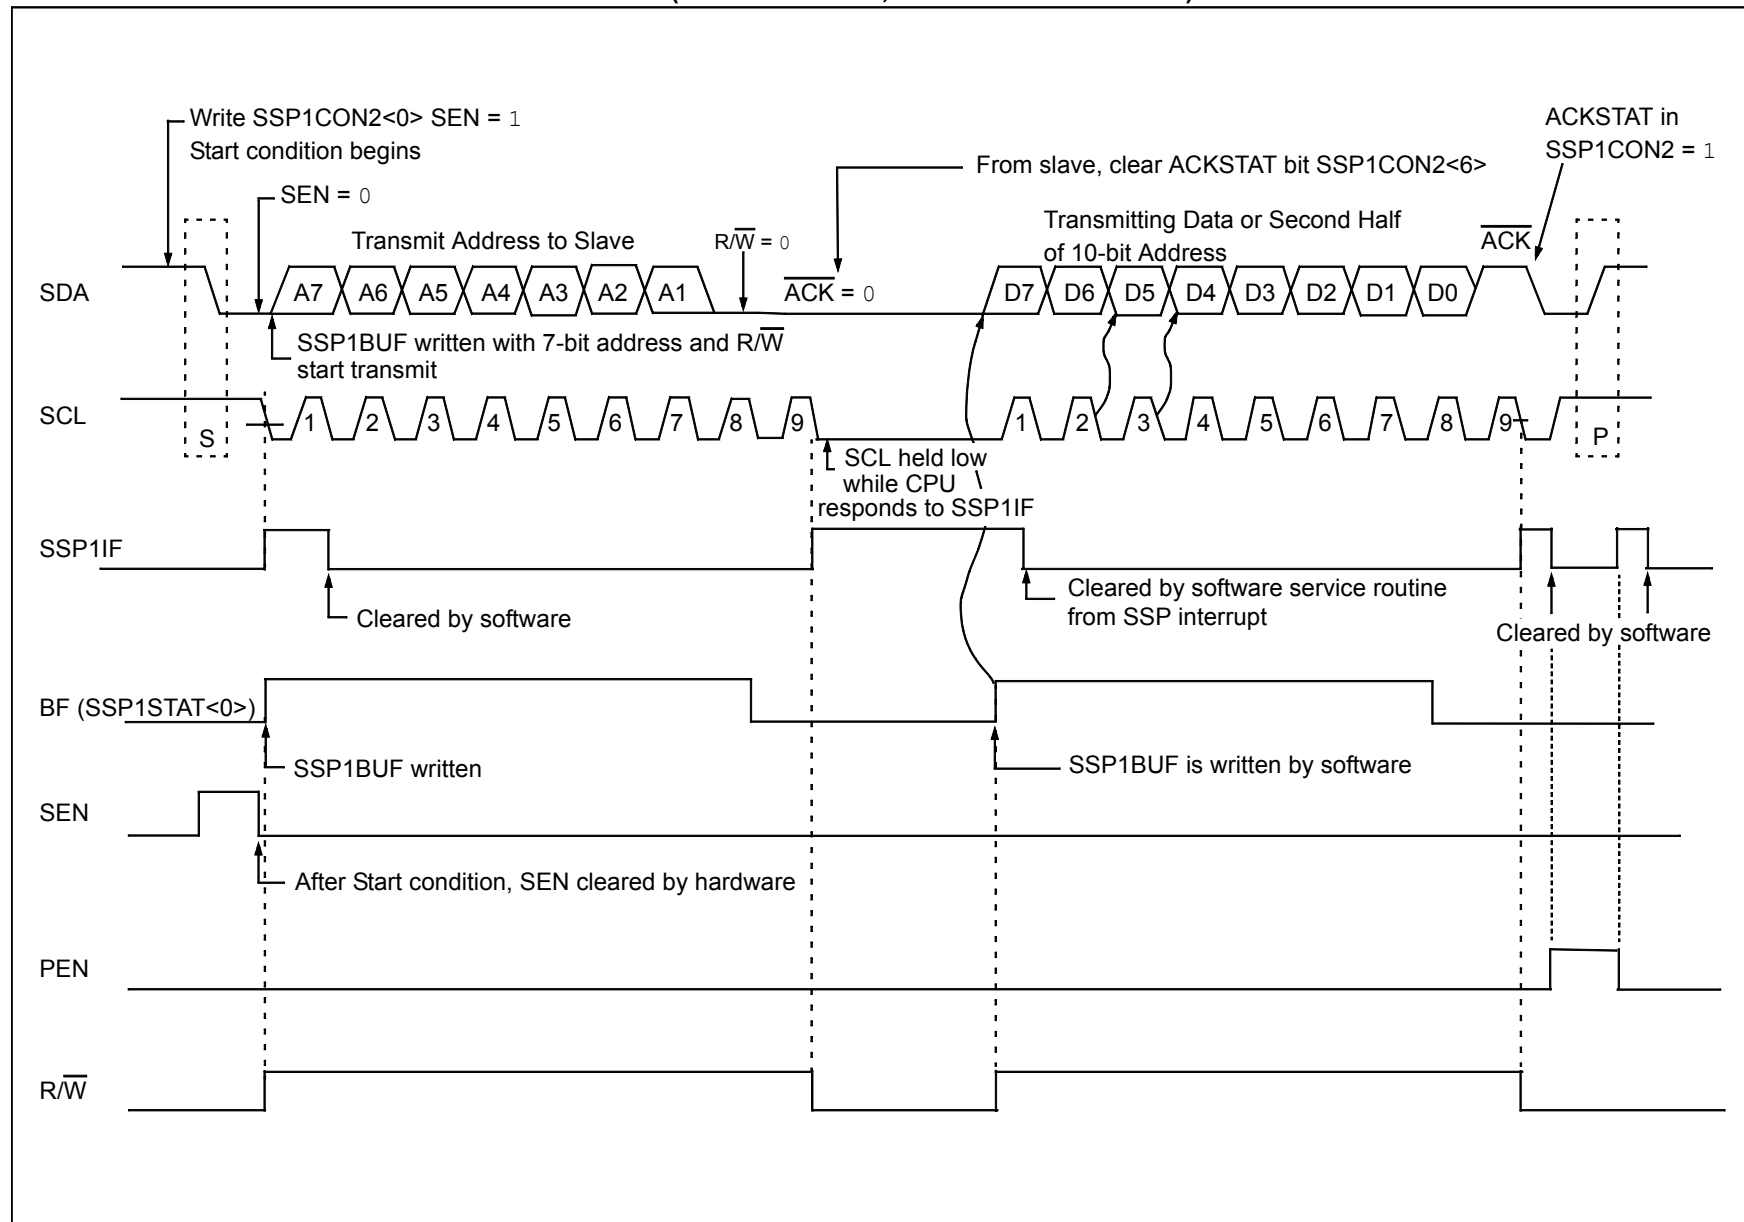 Write SSP1CON2<0> SEN = 1
Start condition begins
ACKSTAT in
SSP1CON2 = 1
From slave, clear ACKSTAT bit SSP1CON2<6>
SEN = 0
Transmit Address to Slave
R/W = 0
Transmitting Data or Second Half
of 10-bit Address
ACK
SDA
A7 A6 A5 A4 A3 A2 A1
ACK = 0
D7 D6 D5 D4 D3 D2 D1 D0
SSP1BUF written with 7-bit address and R/W
start transmit
SCL
S
1 2 3 4 5 6 7 8 9
1 2 3 4 5 6 7 8 9
P
SCL held low
while CPU
responds to SSP1IF
SSP1IF
Cleared by software
Cleared by software service routine
from SSP interrupt
Cleared by software
BF (SSP1STAT<0>)
SSP1BUF written
SSP1BUF is written by software
SEN
After Start condition, SEN cleared by hardware
PEN
R/W